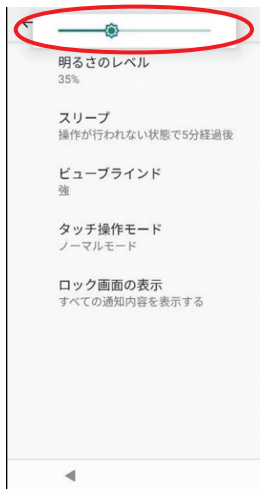 明るさのレベル
35%
スリープ
操作が行われない状態で5分経過後
ビューブラインド
強
タッチ操作モード
ノーマルモード
ロック画面の表示
すべての通知内容を表示する